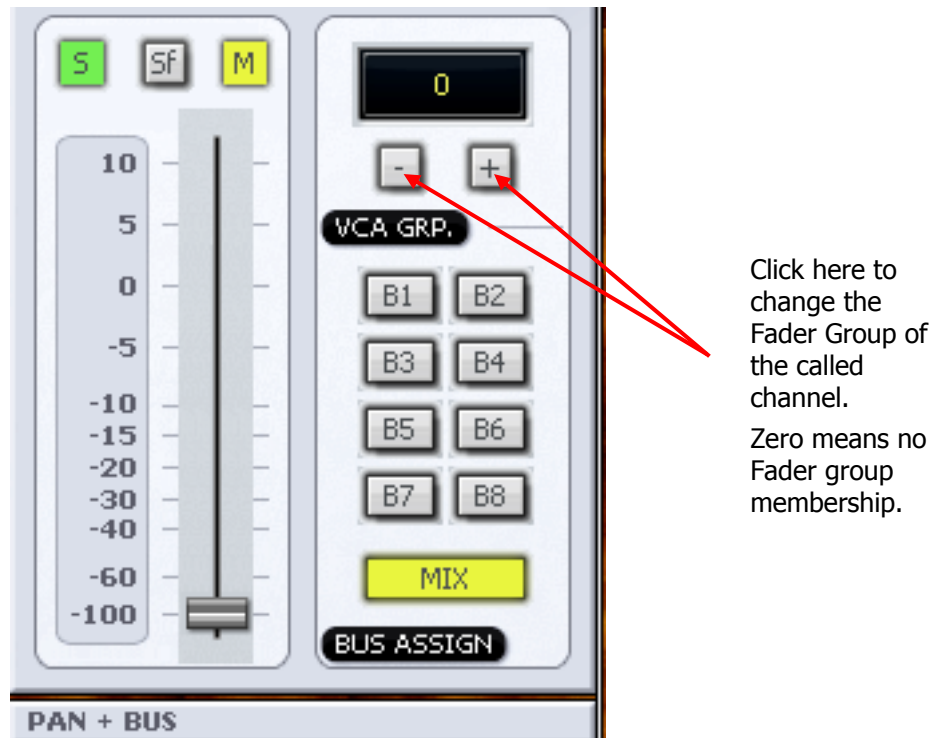 S Sf M
10
5
0
-5
-10
-15
-20
-30
-40
-60
-100
0
- +
VCA GRP.
B1 B2
B3 B4
B5 B6
B7 B8
MIX
BUS ASSIGN
PAN + BUS
Click here to
change the
Fader Group of
the called
channel.
Zero means no
Fader group
membership.